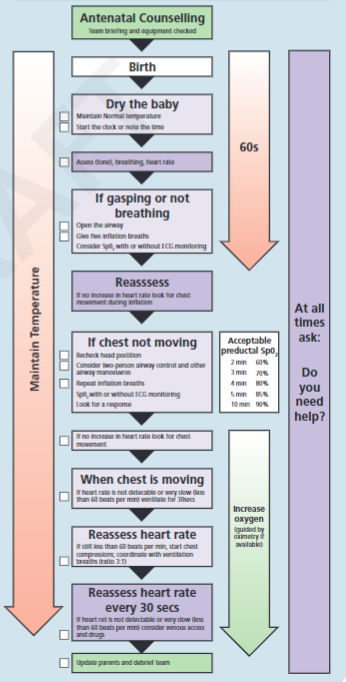 Antenatal Counselling
Team briefing and equipment checked
Birth
Dry the baby
Maintain Normal temperature
Start the clock or note the time
Assess (tone), breathing, heart rate
If gasping or not
breathing
Open the airway
Give five inflation breaths
Consider Sp0₂ with or without ECG monitoring
Reasssess
If no increase in heart rate look for chest
movement during inflation
If chest not moving
Recheck head position
Consider two-person airway control and other
airway manoeuvres
Repeat inflation breaths
Sp0₂ with or without ECG monitoring
Look for a response
If no increase in heart rate look for chest
movement
When chest is moving
If heart rate is not detectable or very slow (less
than 60 beats per min) ventilate for 30secs
Reassess heart rate
If still less than 60 beats per min, start chest
compressions; coordinate with ventilation
breaths (ratio 3:1)
Reassess heart rate
every 30 secs
If heart ret is not detectable or very slow (less
than 60 beats per min) consider venous access
and drugs
Update parents and debrief team
Maintain Temperature
60s
Acceptable
preductal Sp0₂
2 min 60%
3 min 70%
4 min 80%
5 min 85%
10 min 90%
Increase
oxygen
(guided by
oximetry if
available)
At all
times
ask:
Do
you
need
help?